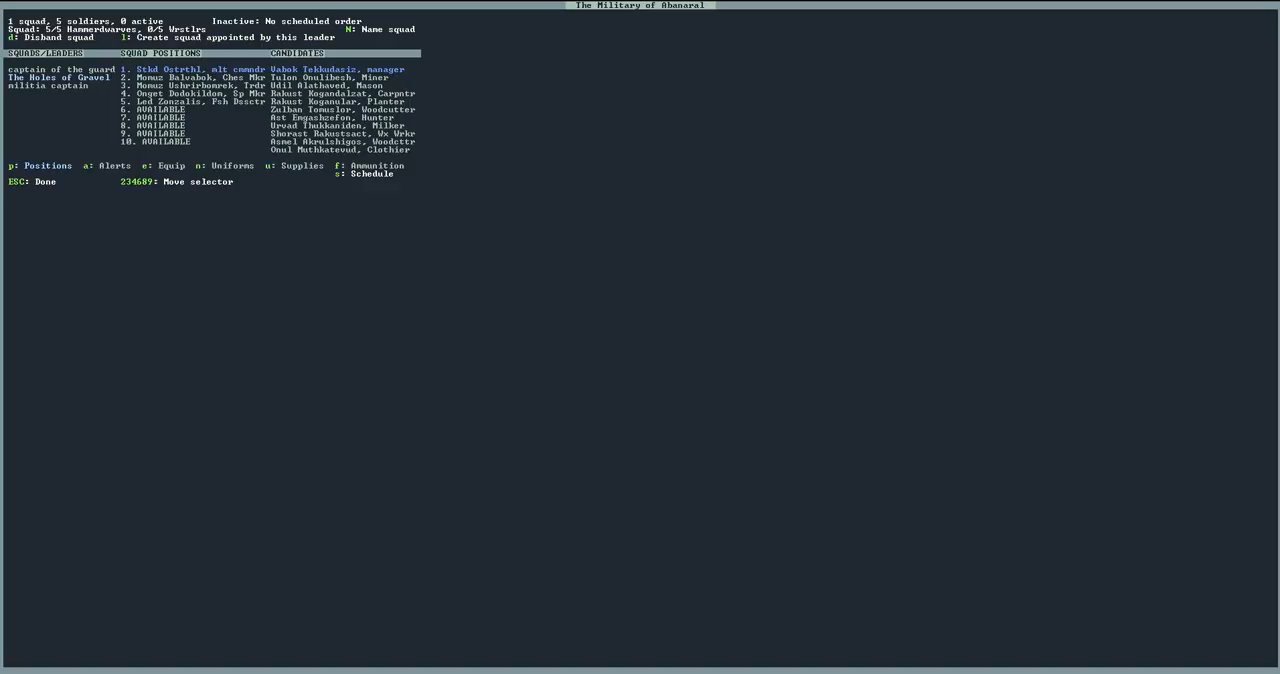 The Military of Abanaral
1 squad, 5 soldiers, 0 active Inactive: No scheduled order
Squad: 5/5 Hammerdwarves, 0/5 Wrstlrs N: Name squad
d: Disband squad l: Create squad appointed by this leader
SQUADS/LEADERS SQUAD POSITIONS CANDIDATES
captain of the guard 1. Stkd Ostrthl, mlt cmmndr Vabok Tekkudasiz, manager
The Holes of Gravel 2. Momuz Balvabok, Ches Mkr Tulon Onulibesh, Miner
militia captain 3. Momuz Ushrirbomrek, Trdr Udil Alathaved, Mason
4. Onget Dodokildom, Sp Mkr Rakust Kogandalzat, Carpntr
5. Led Zonzalis, Fsh Dssctr Rakust Koganular, Planter
6. AVAILABLE Zulban Tomuslor, Woodcutter
7. AVAILABLE Ast Emgashzefon, Hunter
8. AVAILABLE Urvad Thukkaniden, Milker
9. AVAILABLE Shorast Rakustsact, Wx Wrkr
10. AVAILABLE Asmel Akrulshigos, Woodcttr
Onul Muthkatevud, Clothier
p: Positions a: Alerts e: Equip n: Uniforms u: Supplies f: Ammunition
s: Schedule
ESC: Done 234689: Move selector